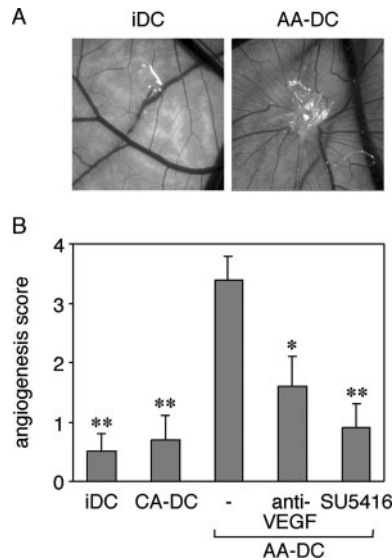 A
iDC
AA-DC
B
angiogenesis score
4
3
2
1
0
**
**
*
**
iDC
CA-DC
-
anti-
VEGF
SU5416
AA-DC